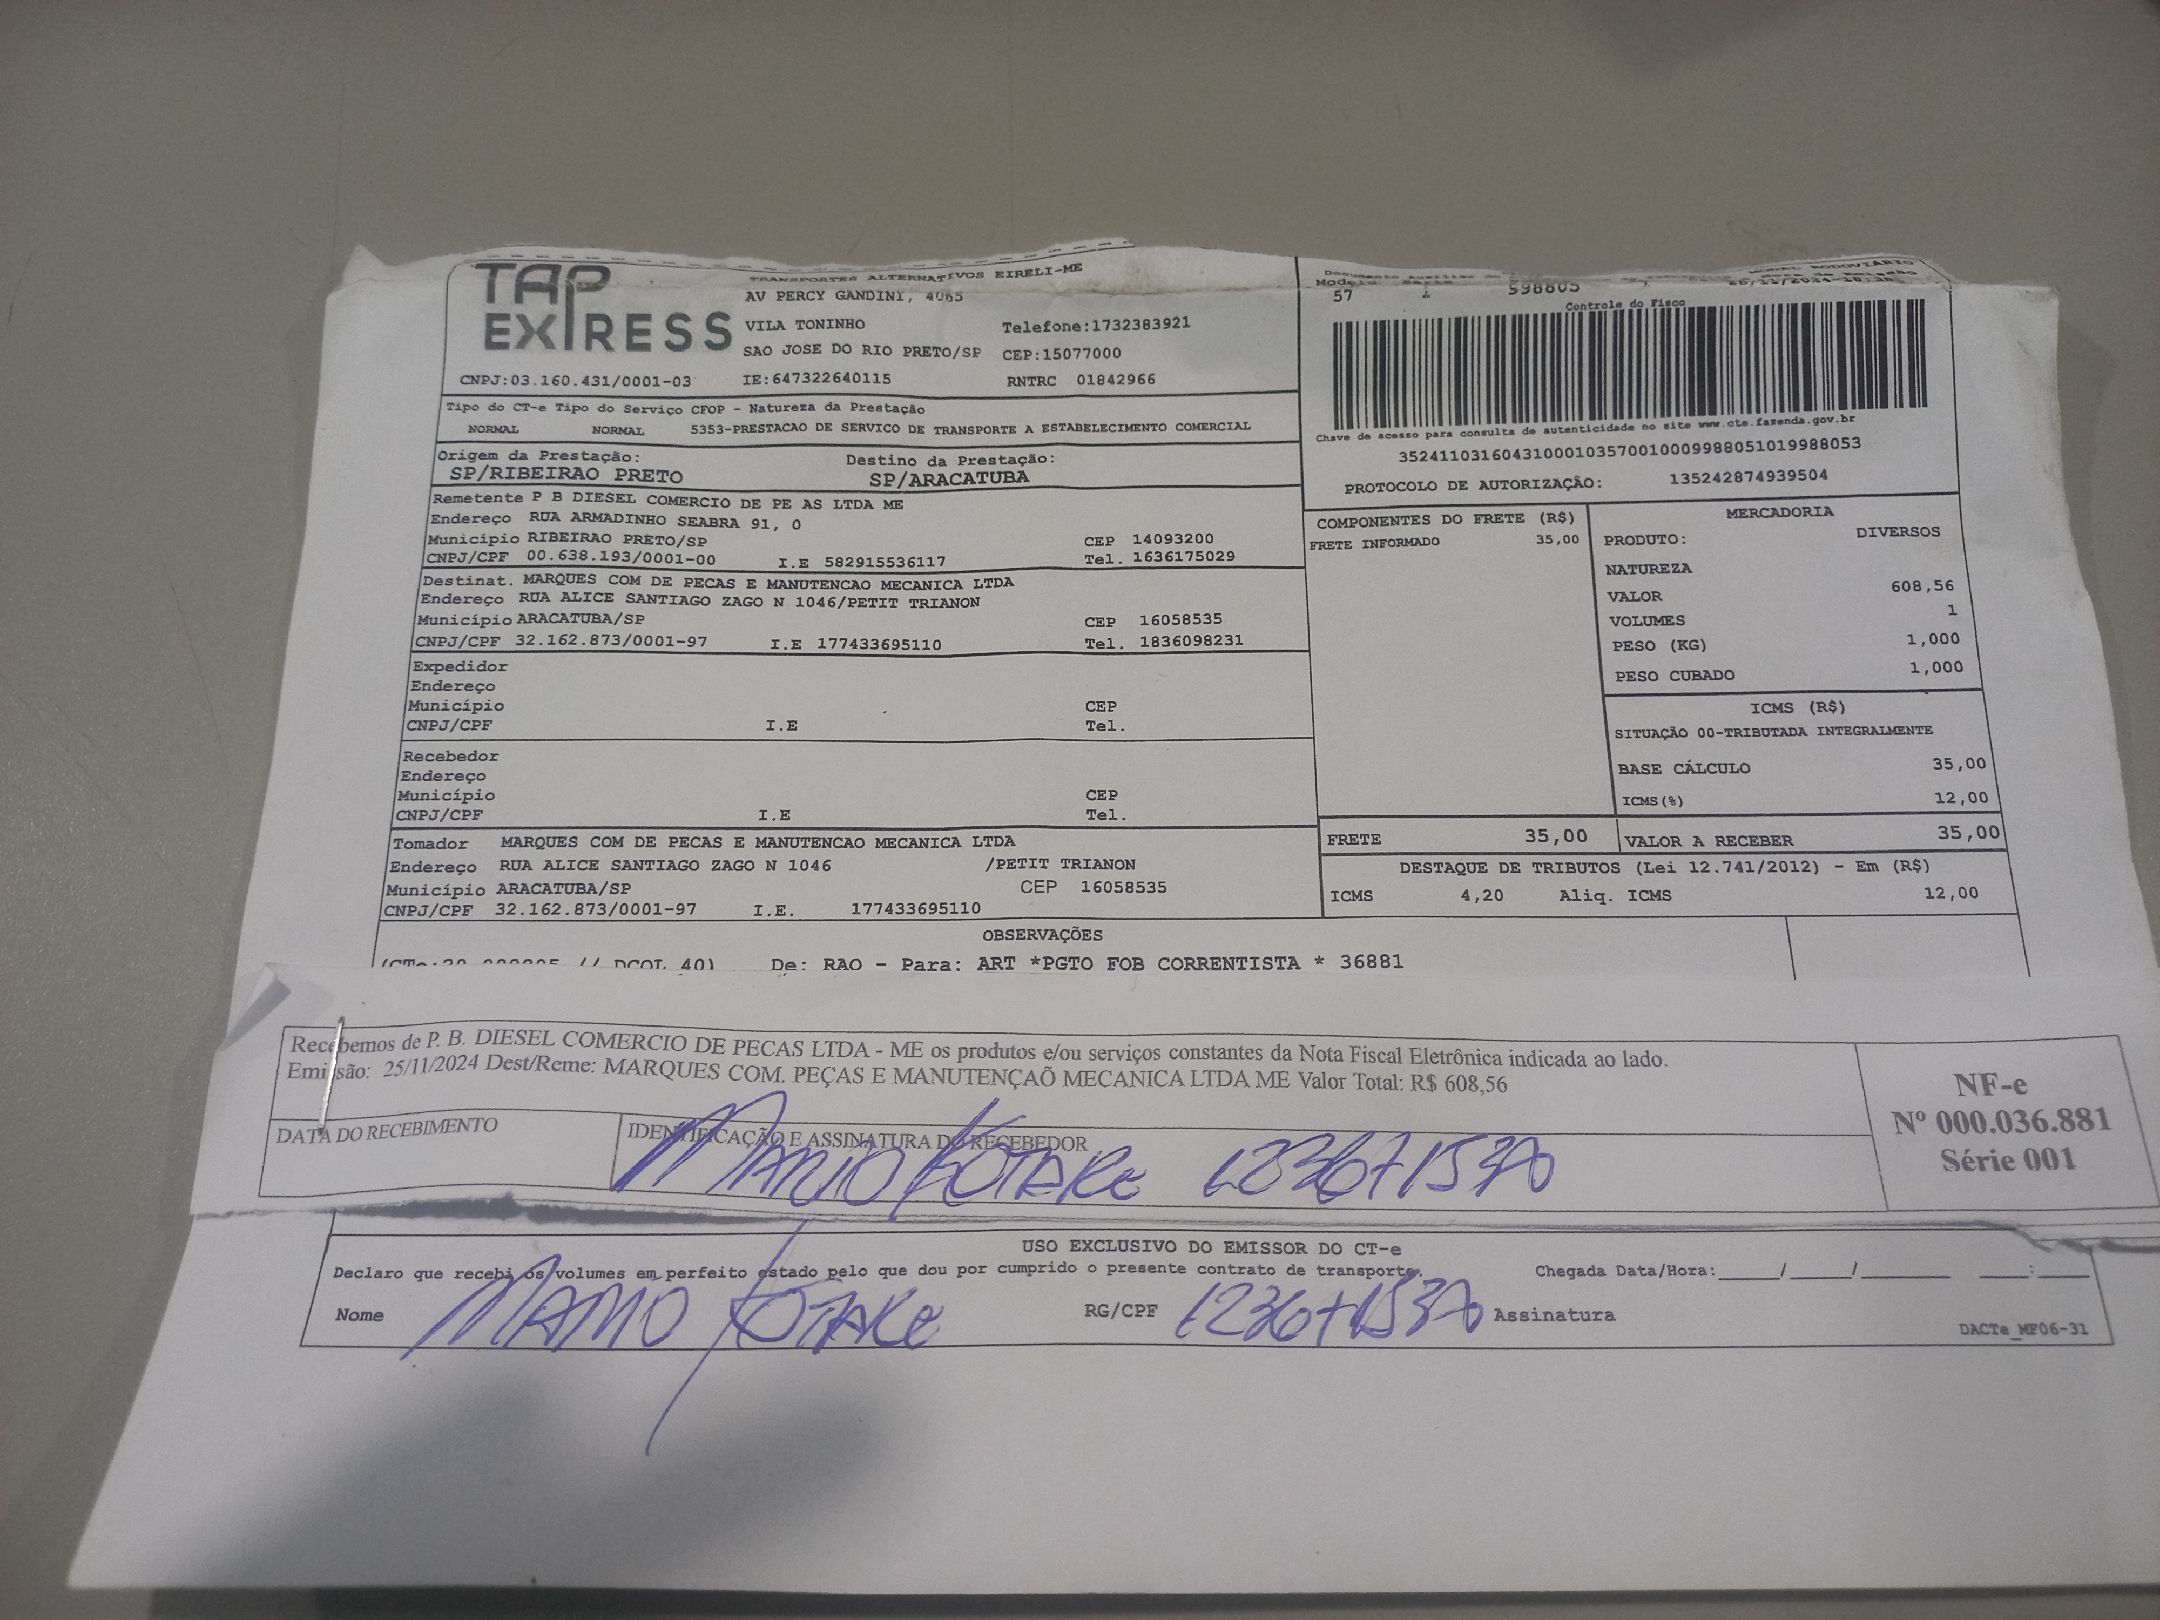 TAP
EXPRESS
TRANSPORTES ALTERNATIVOS EIRELI-ME
AV PERCY GANDINI, 4065
VILA TONINHO Telefone:1732383921
SAO JOSE DO RIO PRETO/SP CEP:15077000
CNPJ:03.160.431/0001-03 IE:647322640115 RNTRC 01842966
Modelo
57 1 598805
Controle do Fisco
Chave de acesso para consulta de autenticidade no site www.cte.fazenda.gov.br
35241103160431000103570010009988051019988053
PROTOCOLO DE AUTORIZAÇÃO: 135242874939504
Tipo do CT-e Tipo do Serviço CFOP - Natureza da Prestação
NORMAL NORMAL 5353-PRESTACAO DE SERVICO DE TRANSPORTE A ESTABELECIMENTO COMERCIAL
Origem da Prestação: Destino da Prestação:
SP/RIBEIRAO PRETO SP/ARACATUBA
Remetente P B DIESEL COMERCIO DE PE AS LTDA ME
Endereço RUA ARMADINHO SEABRA 91, 0
Município RIBEIRAO PRETO/SP CEP 14093200
CNPJ/CPF 00.638.193/0001-00 I.E 582915536117 Tel. 1636175029
Destinat. MARQUES COM DE PECAS E MANUTENCAO MECANICA LTDA
Endereço RUA ALICE SANTIAGO ZAGO N 1046/PETIT TRIANON
Município ARACATUBA/SP CEP 16058535
CNPJ/CPF 32.162.873/0001-97 I.E 177433695110 Tel. 1836098231
Expedidor
Endereço
Município CEP
CNPJ/CPF I.E Tel.
Recebedor
Endereço
Município CEP
CNPJ/CPF I.E Tel.
Tomador MARQUES COM DE PECAS E MANUTENCAO MECANICA LTDA
Endereço RUA ALICE SANTIAGO ZAGO N 1046 /PETIT TRIANON
Município ARACATUBA/SP CEP 16058535
CNPJ/CPF 32.162.873/0001-97 I.E. 177433695110
COMPONENTES DO FRETE (R$)
FRETE INFORMADO 35,00
MERCADORIA
PRODUTO: DIVERSOS
NATUREZA
VALOR 608,56
VOLUMES 1
PESO (KG) 1,000
PESO CUBADO 1,000
ICMS (R$)
SITUAÇÃO 00-TRIBUTADA INTEGRALMENTE
BASE CÁLCULO 35,00
ICMS(%) 12,00
FRETE 35,00 VALOR A RECEBER 35,00
DESTAQUE DE TRIBUTOS (Lei 12.741/2012) - Em (R$)
ICMS 4,20 Aliq. ICMS 12,00
OBSERVAÇÕES
De: RAO - Para: ART *PGTO FOB CORRENTISTA * 36881
Recebemos de P. B. DIESEL COMERCIO DE PECAS LTDA - ME os produtos e/ou serviços constantes da Nota Fiscal Eletrônica indicada ao lado.
Emissão: 25/11/2024 Dest/Reme: MARQUES COM. PEÇAS E MANUTENÇAÕ MECANICA LTDA ME Valor Total: R$ 608,56
DATA DO RECEBIMENTO IDENTIFICAÇÃO E ASSINATURA DO RECEBEDOR
NF-e
Nº 000.036.881
Série 001
USO EXCLUSIVO DO EMISSOR DO CT-e
Declaro que recebi os volumes em perfeito estado pelo que dou por cumprido o presente contrato de transporte. Chegada Data/Hora:_____/_____/_______ ____:____
Nome RG/CPF Assinatura
DACTe_MF06-31